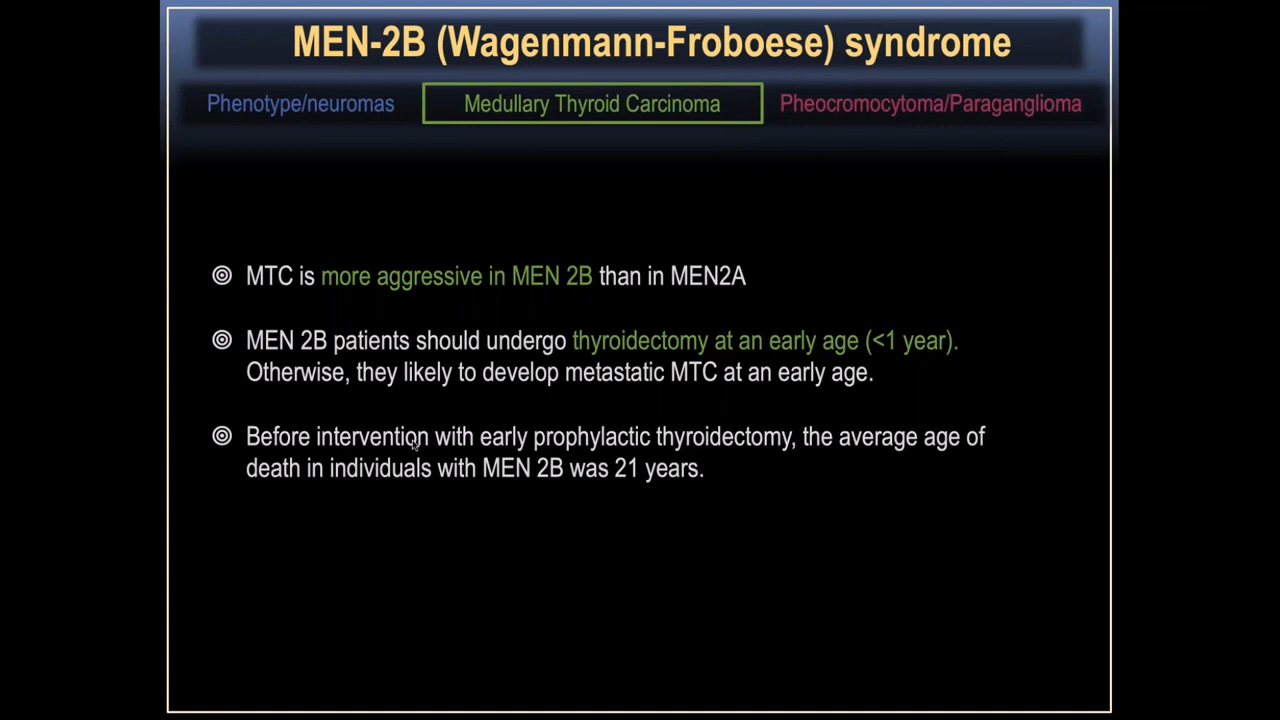 MEN-2B (Wagenmann-Froboese) syndrome
Phenotype/neuromas
Medullary Thyroid Carcinoma
Pheocromocytoma/Paraganglioma
MTC is more aggressive in MEN 2B than in MEN2A
MEN 2B patients should undergo thyroidectomy at an early age (<1 year).
Otherwise, they likely to develop metastatic MTC at an early age.
Before intervention with early prophylactic thyroidectomy, the average age of
death in individuals with MEN 2B was 21 years.